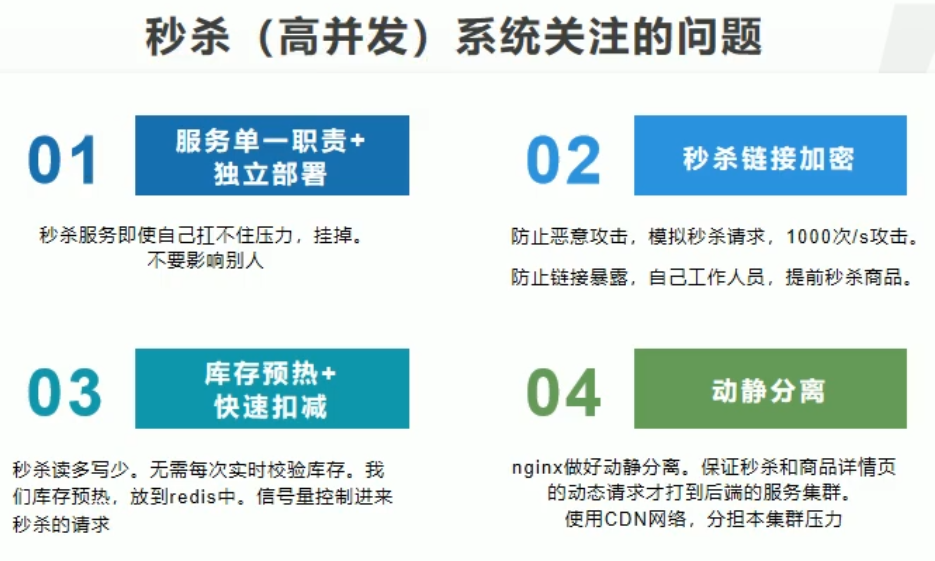 秒杀（高并发）系统关注的问题
01
服务单一职责+
独立部署
秒杀服务即使自己扛不住压力，挂掉。
不要影响别人
02
秒杀链接加密
防止恶意攻击，模拟秒杀请求，1000次/s攻击。
防止链接暴露，自己工作人员，提前秒杀商品。
03
库存预热+
快速扣减
秒杀读多写少。无需每次实时校验库存。我
们库存预热，放到redis中。信号量控制进来
秒杀的请求
04
动静分离
nginx做好动静分离。保证秒杀和商品详情页
的动态请求才打到后端的服务集群。
使用CDN网络，分担本集群压力